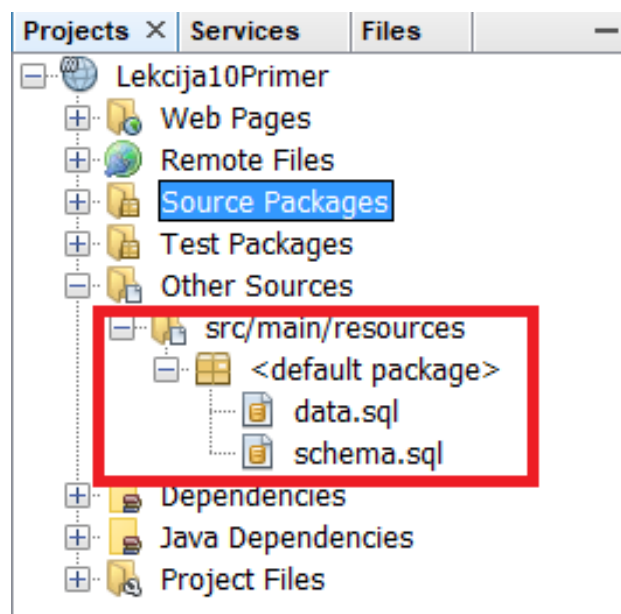 Projects × Services Files
Lekcija10Primer
Web Pages
Remote Files
Source Packages
Test Packages
Other Sources
src/main/resources
<default package>
data.sql
schema.sql
Dependencies
Java Dependencies
Project Files